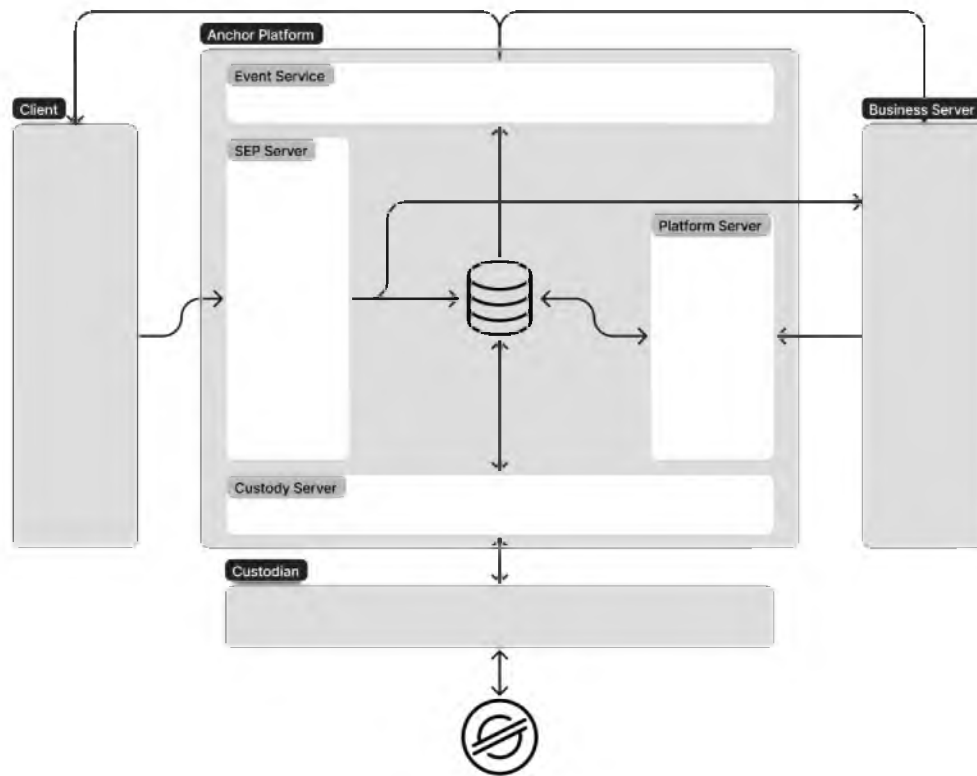 Anchor Platform
Event Service
Client
Business Server
SEP Server
Platform Server
Custody Server
Custodian